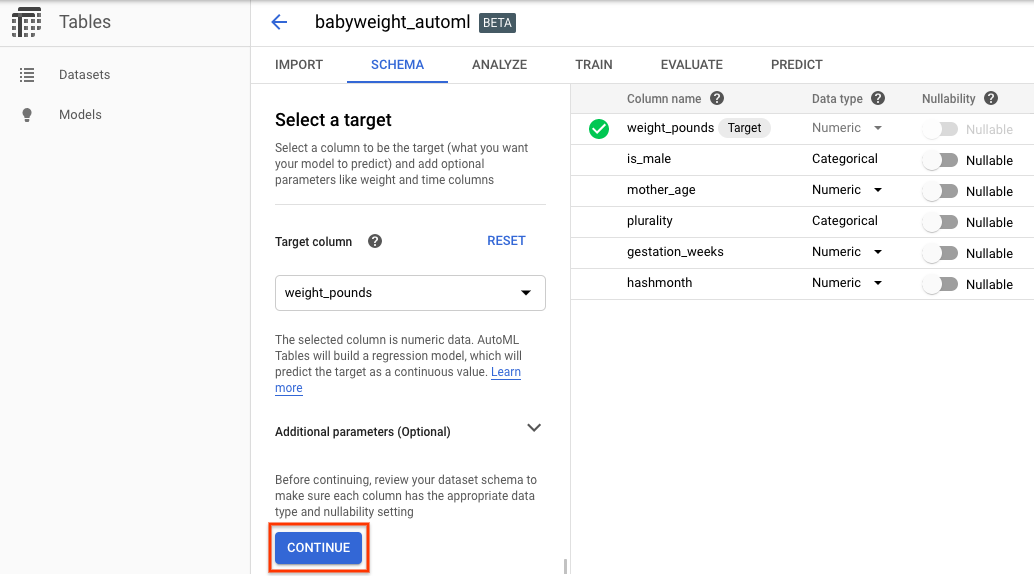 Tables
babyweight_automl BETA
Datasets
Models
IMPORT SCHEMA ANALYZE TRAIN EVALUATE PREDICT
Select a target
Select a column to be the target (what you want
your model to predict) and add optional
parameters like weight and time columns
Target column ? RESET
weight_pounds
The selected column is numeric data. AutoML
Tables will build a regression model, which will
predict the target as a continuous value. Learn
more
Additional parameters (Optional)
Before continuing, review your dataset schema to
make sure each column has the appropriate data
type and nullability setting
CONTINUE
Column name ? Data type ? Nullability ?
weight_pounds Target Numeric Nullable
is_male Categorical Nullable
mother_age Numeric Nullable
plurality Categorical Nullable
gestation_weeks Numeric Nullable
hashmonth Numeric Nullable